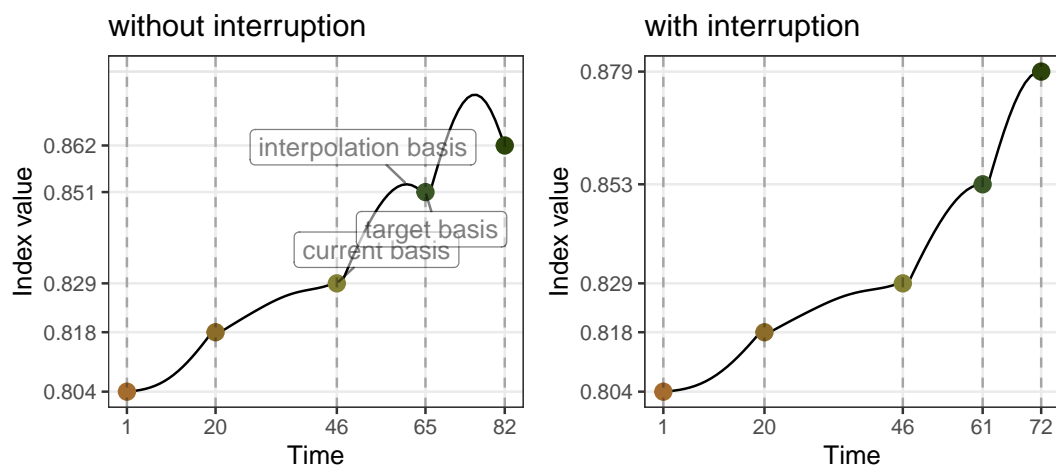 without interruption
with interruption
Index value
0.862
0.851
0.829
0.818
0.804
interpolation basis
target basis
current basis
1
20
46
65
82
Time
Index value
0.879
0.853
0.829
0.818
0.804
1
20
46
61
72
Time